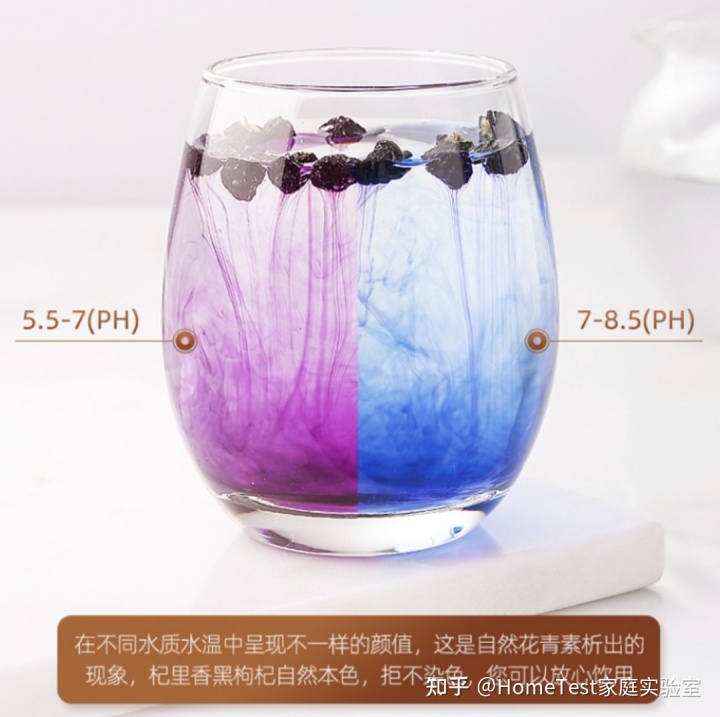 5.5-7(PH)
7-8.5(PH)
在不同水质水温中呈现不一样的颜值，这是自然花青素析出的
现象，杞里香黑枸杞自然本色，拒不染色，您可以放心饮用
知乎 @HomeTest家庭实验室